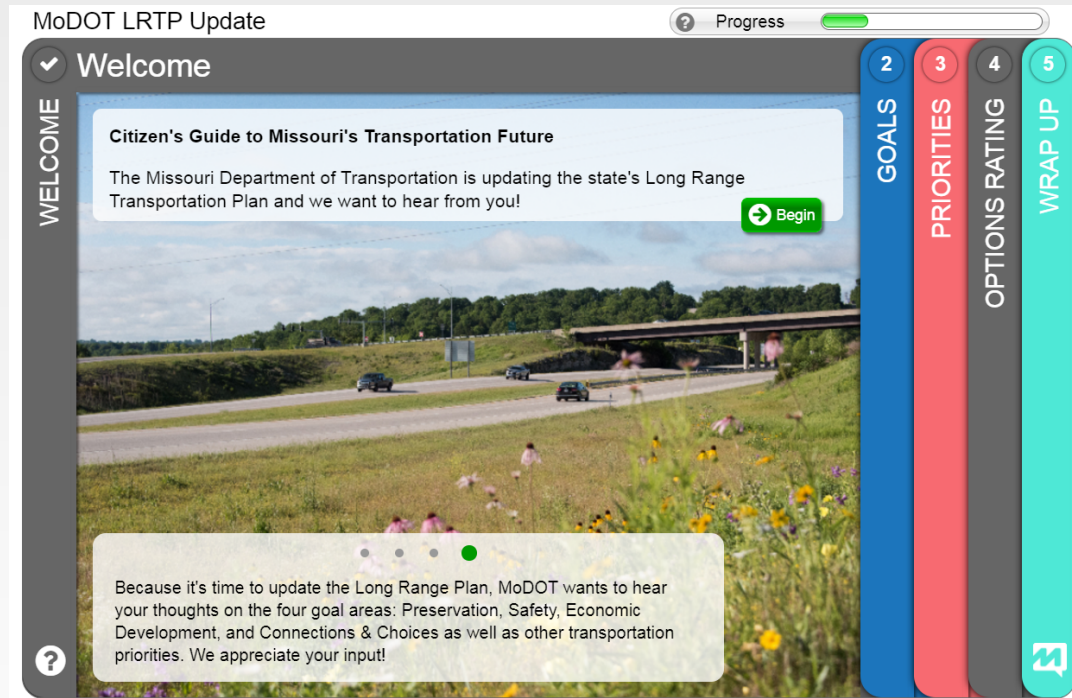 MoDOT LRTP Update
? Progress
Welcome
WELCOME
Citizen's Guide to Missouri's Transportation Future
The Missouri Department of Transportation is updating the state's Long Range
Transportation Plan and we want to hear from you!
Begin
Because it's time to update the Long Range Plan, MoDOT wants to hear
your thoughts on the four goal areas: Preservation, Safety, Economic
Development, and Connections & Choices as well as other transportation
priorities. We appreciate your input!
?
2
GOALS
3
PRIORITIES
4
OPTIONS RATING
5
WRAP UP